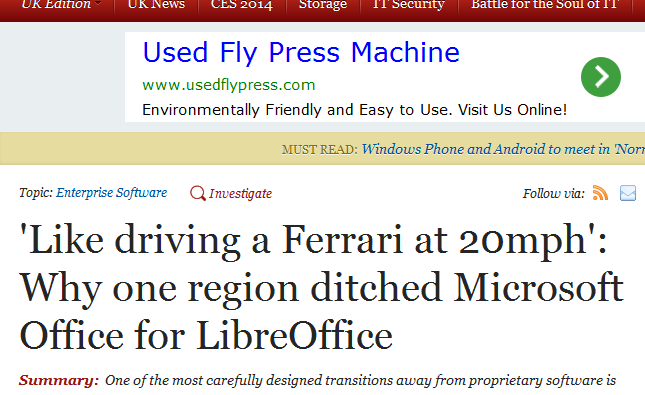 UK Edition UK News CES 2014 Storage IT Security Battle for the Soul of IT
Used Fly Press Machine
www.usedflypress.com
Environmentally Friendly and Easy to Use. Visit Us Online!
MUST READ: Windows Phone and Android to meet in 'Norm
Topic: Enterprise Software Investigate Follow via:
'Like driving a Ferrari at 20mph':
Why one region ditched Microsoft
Office for LibreOffice
Summary: One of the most carefully designed transitions away from proprietary software is